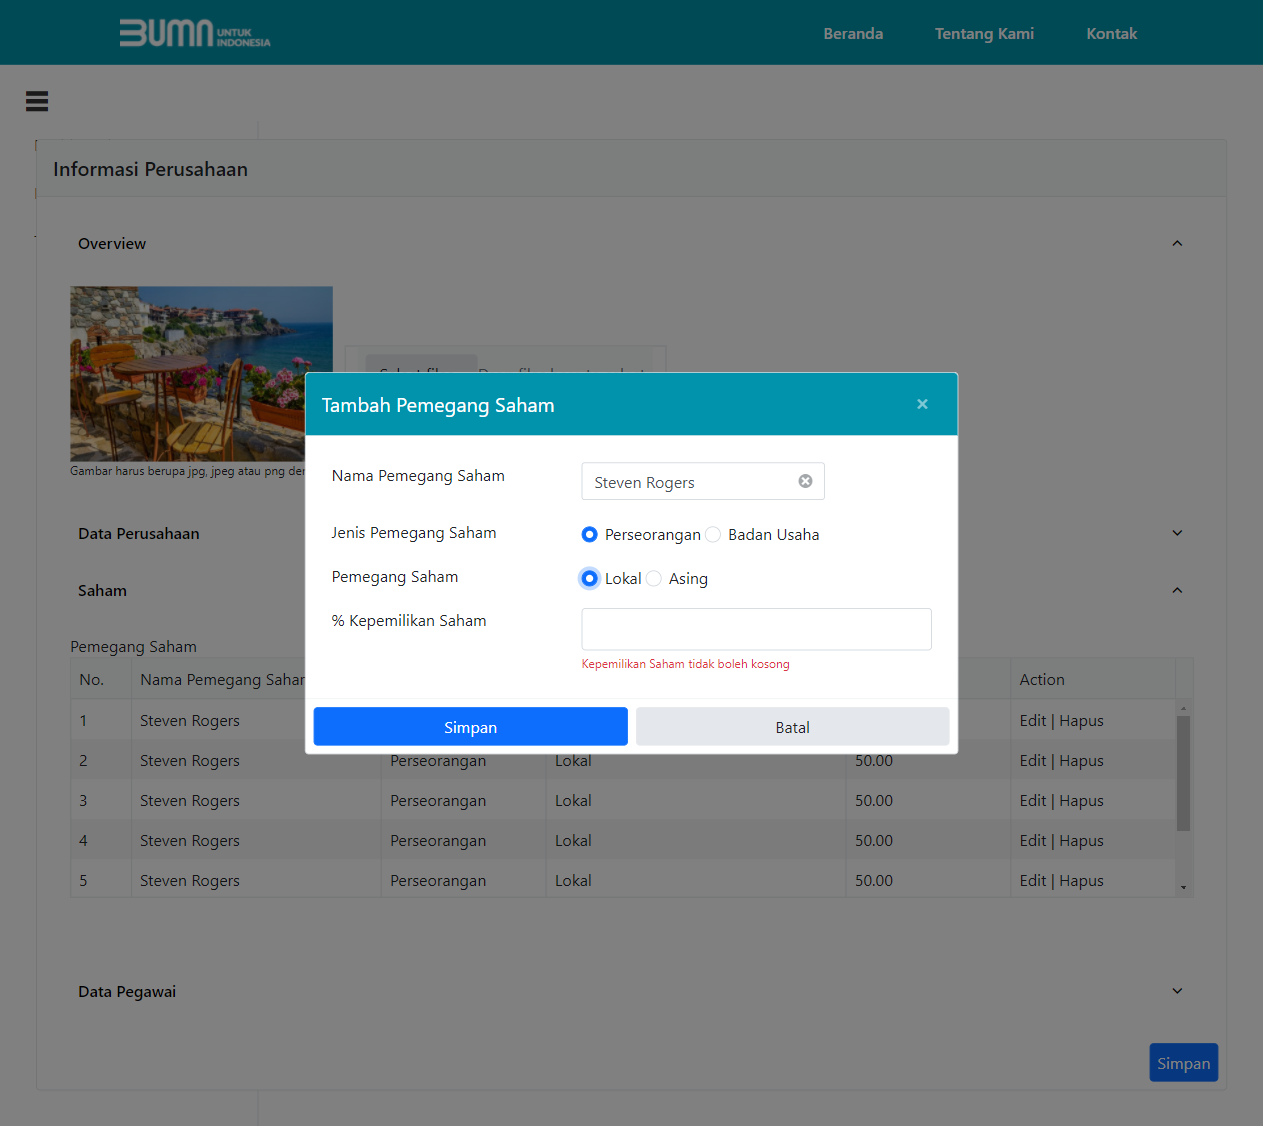 BUMN UNTUK INDONESIA
Beranda Tentang Kami Kontak
Informasi Perusahaan
Overview
Gambar harus berupa jpg, jpeg atau png
Tambah Pemegang Saham
Nama Pemegang Saham Steven Rogers
Jenis Pemegang Saham Perseorangan Badan Usaha
Pemegang Saham Lokal Asing
% Kepemilikan Saham
Kepemilikan Saham tidak boleh kosong
Simpan Batal
Data Perusahaan
Saham
Pemegang Saham
No. Nama Pemegang Saham Action
1 Steven Rogers Edit | Hapus
2 Steven Rogers Perseorangan Lokal 50.00 Edit | Hapus
3 Steven Rogers Perseorangan Lokal 50.00 Edit | Hapus
4 Steven Rogers Perseorangan Lokal 50.00 Edit | Hapus
5 Steven Rogers Perseorangan Lokal 50.00 Edit | Hapus
Data Pegawai
Simpan